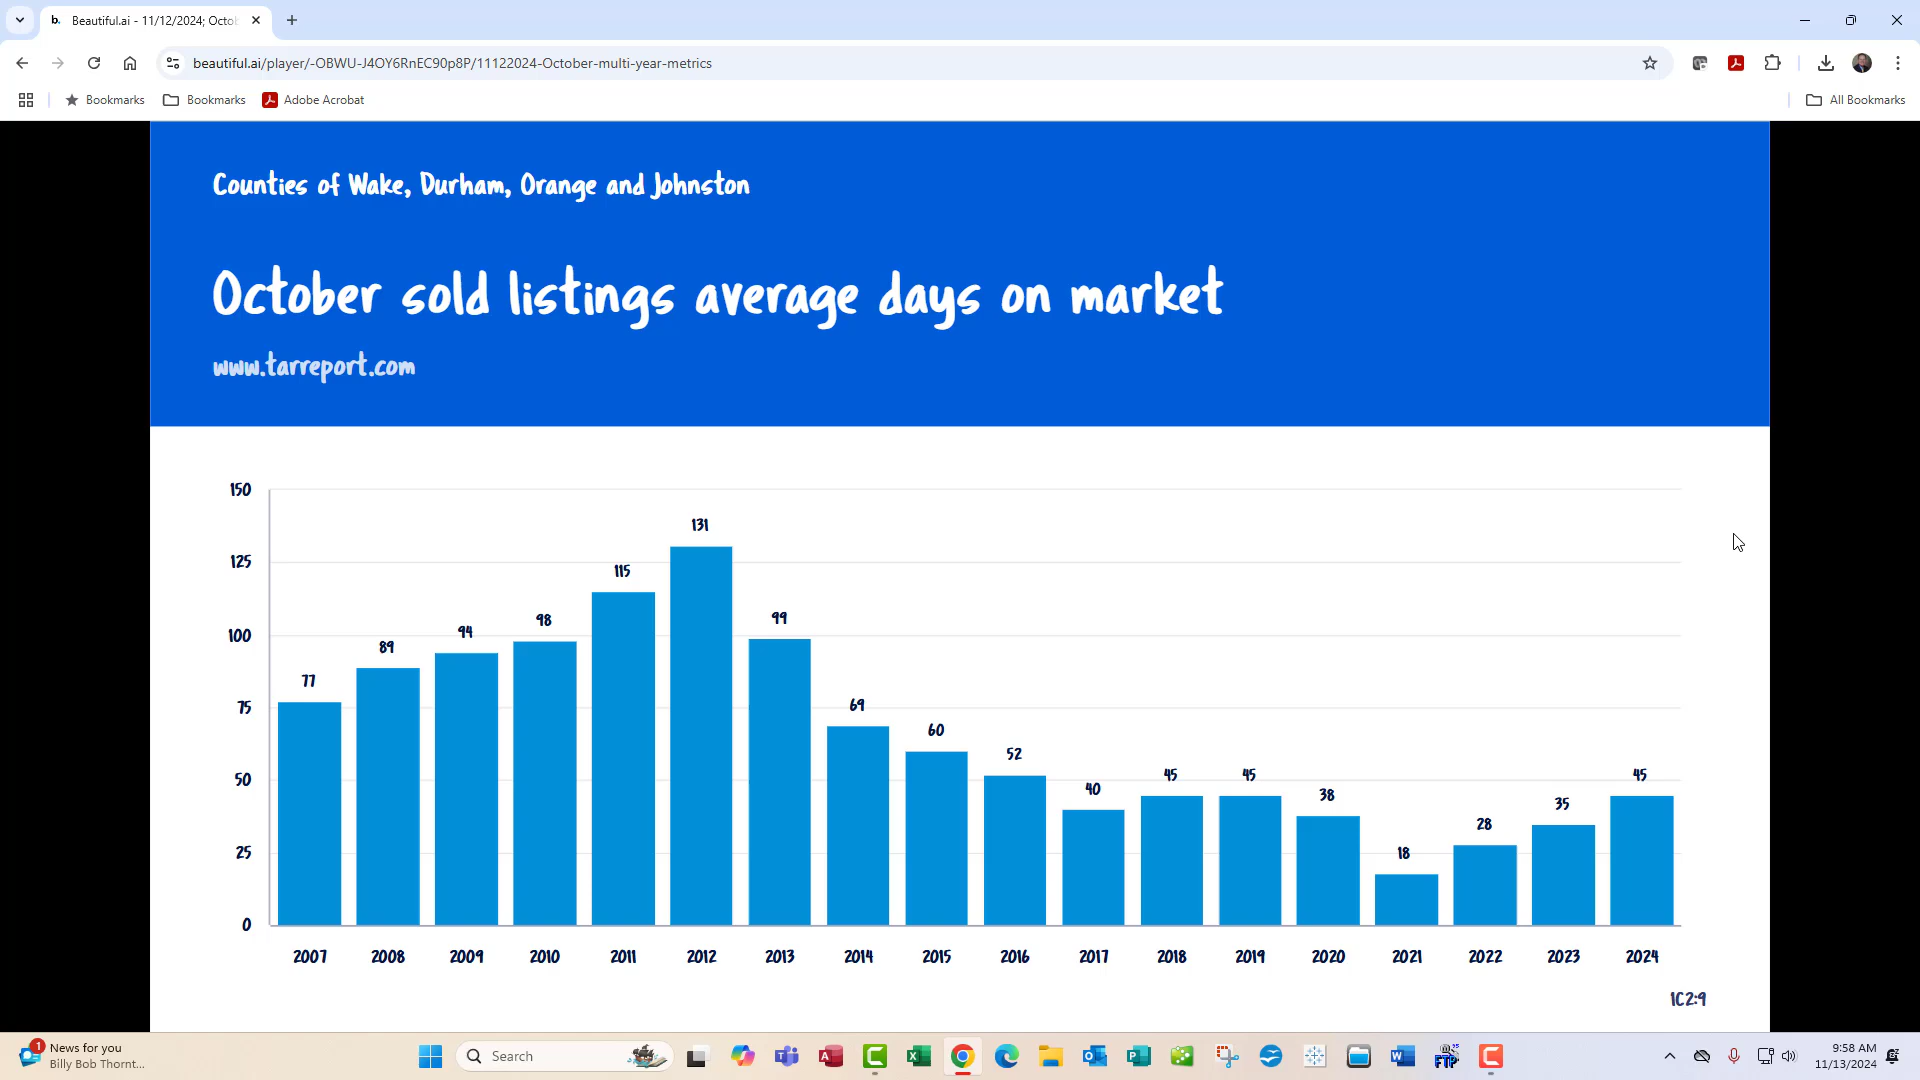 Beautiful.ai - 11/12/2024; Octob
beautiful.ai/player/-OBWU-J4OY6RnEC90p8P/11122024-October-multi-year-metrics
Bookmarks Bookmarks Adobe Acrobat All Bookmarks
Counties of Wake, Durham, Orange and Johnston
October sold listings average days on market
www.tarreport.com
150
125
100
75
50
25
0
77 89 94 98 115 131 99 69 60 52 40 45 45 38 18 28 35 45
2007 2008 2009 2010 2011 2012 2013 2014 2015 2016 2017 2018 2019 2020 2021 2022 2023 2024
1C2:9
1
News for you
Billy Bob Thornt...
Search
FTP
9:58 AM
11/13/2024